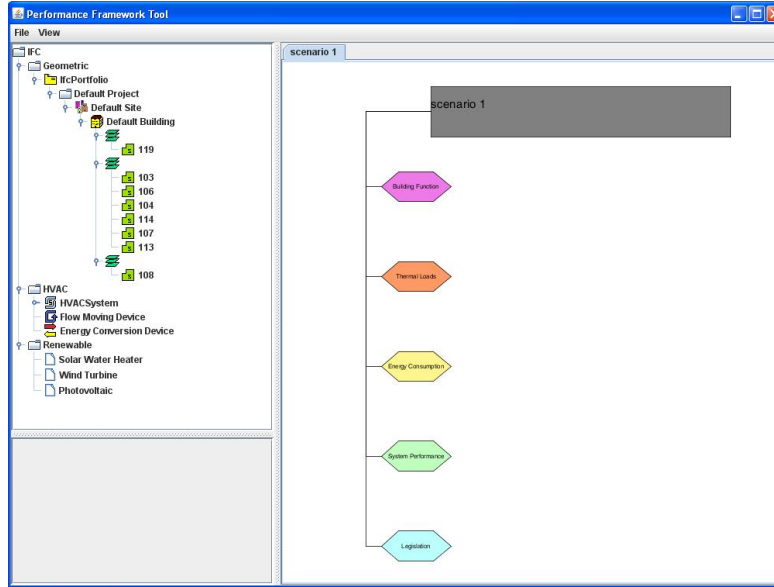 Performance Framework Tool
File View
IFC
Geometric
IfcPortfolio
Default Project
Default Site
Default Building
119
103
106
104
114
107
113
108
HVAC
HVACSystem
Flow Moving Device
Energy Conversion Device
Renewable
Solar Water Heater
Wind Turbine
Photovoltaic
scenario 1
scenario 1
Building Function
Thermal Loads
Energy Consumption
System Performance
Legislation